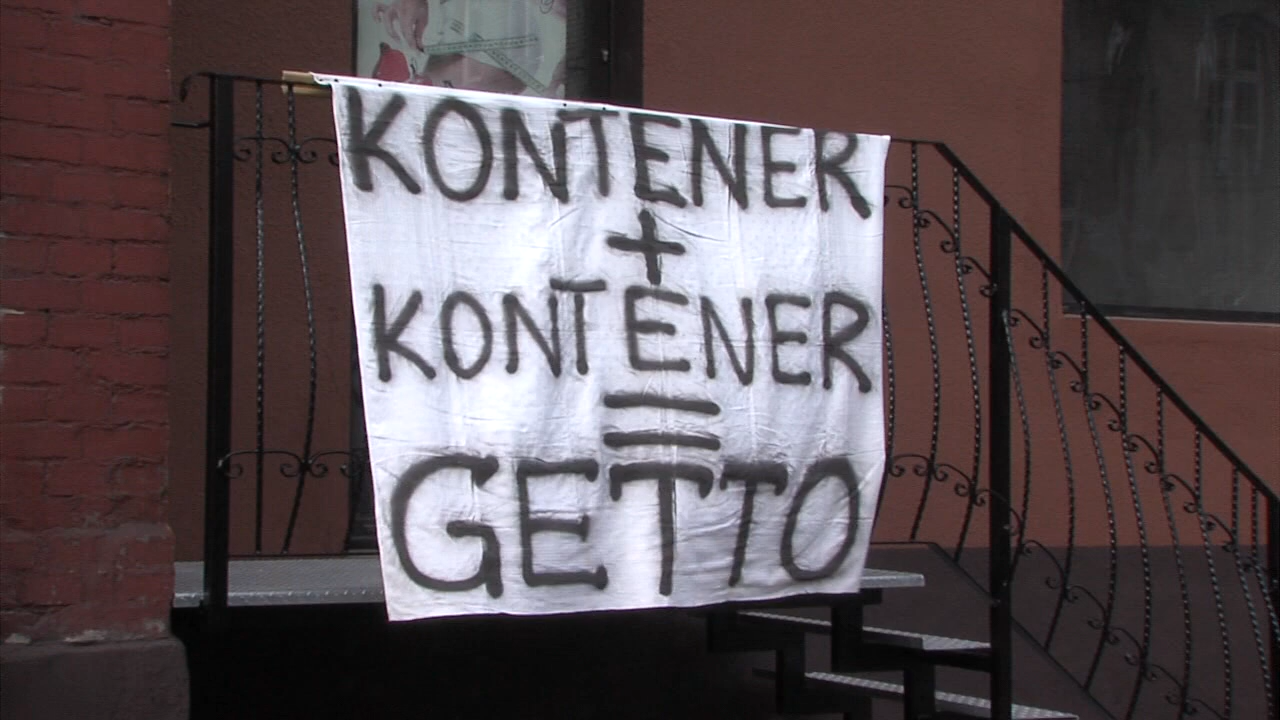 KONTENER
+
KONTENER
=
GETTO